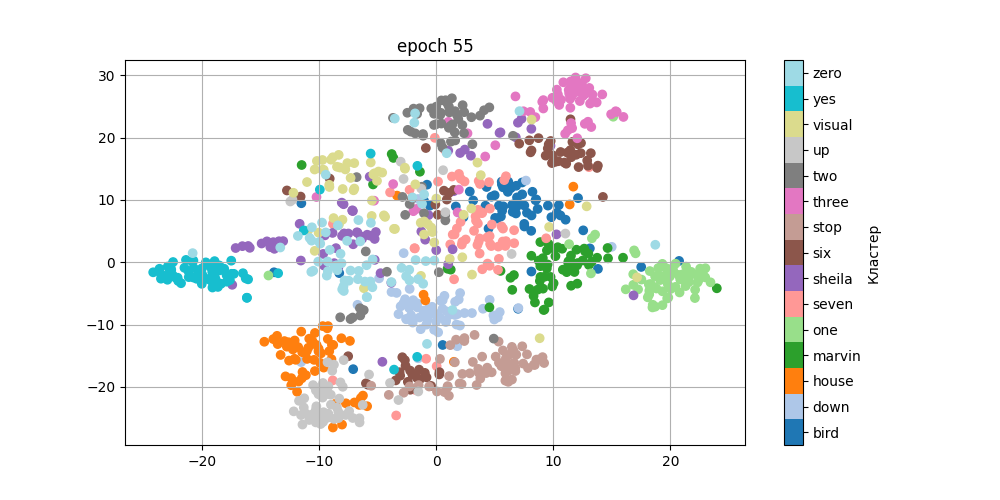 epoch 55
30
20
10
0
−10
−20
−20
−10
0
10
20
zero
yes
visual
up
two
three
stop
six
sheila
seven
one
marvin
house
down
bird
Кластер